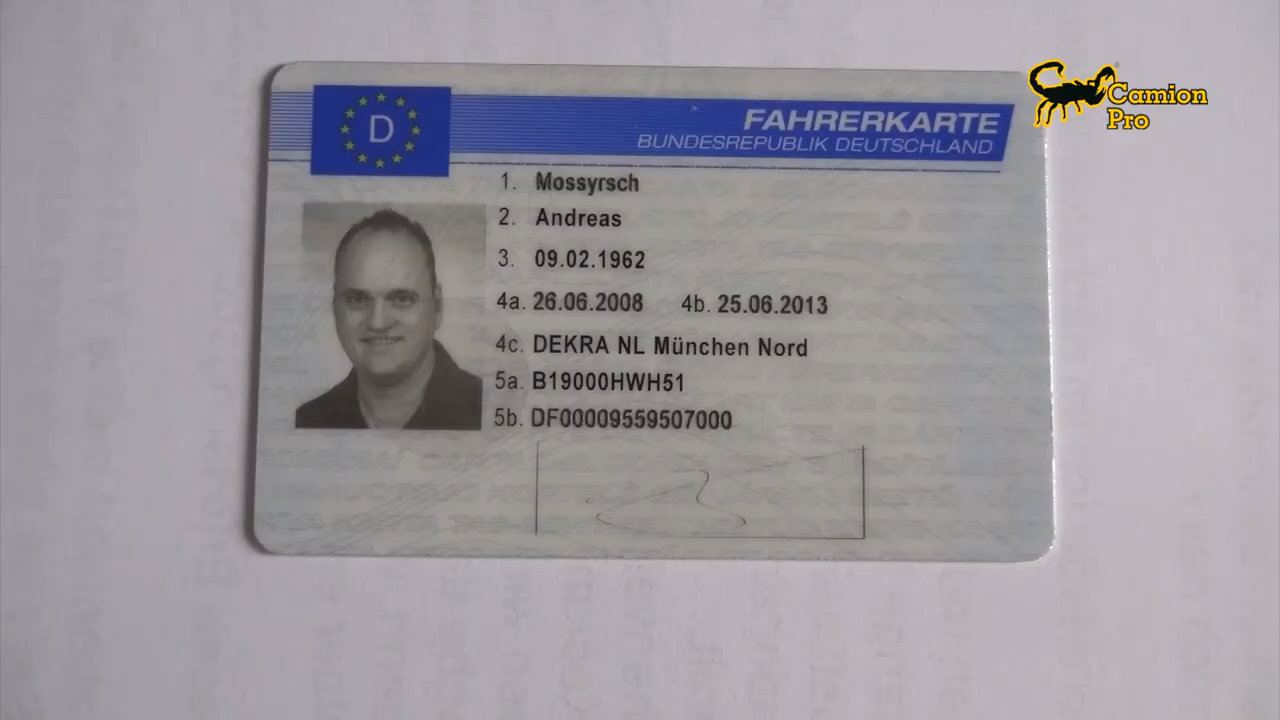 Camion
Pro
D
FAHRERKARTE
BUNDESREPUBLIK DEUTSCHLAND
1. Mossyrsch
2. Andreas
3. 09.02.1962
4a. 26.06.2008 4b. 25.06.2013
4c. DEKRA NL München Nord
5a. B19000HWH51
5b. DF00009559507000